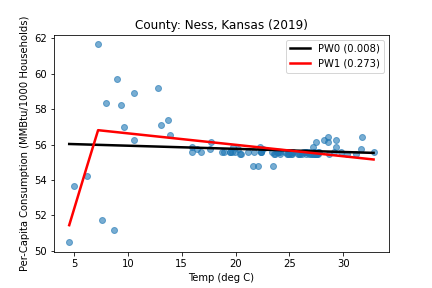 County: Ness, Kansas (2019)
PW0 (0.008)
PW1 (0.273)
Per-Capita Consumption (MMBtu/1000 Households)
62
60
58
56
54
52
50
5 10 15 20 25 30
Temp (deg C)